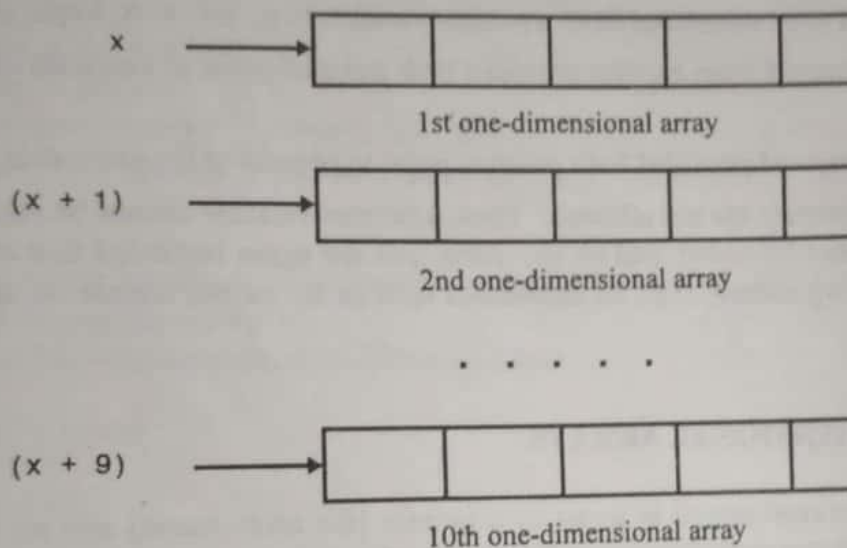 x
1st one-dimensional array
(x + 1)
2nd one-dimensional array
. . . . .
(x + 9)
10th one-dimensional array